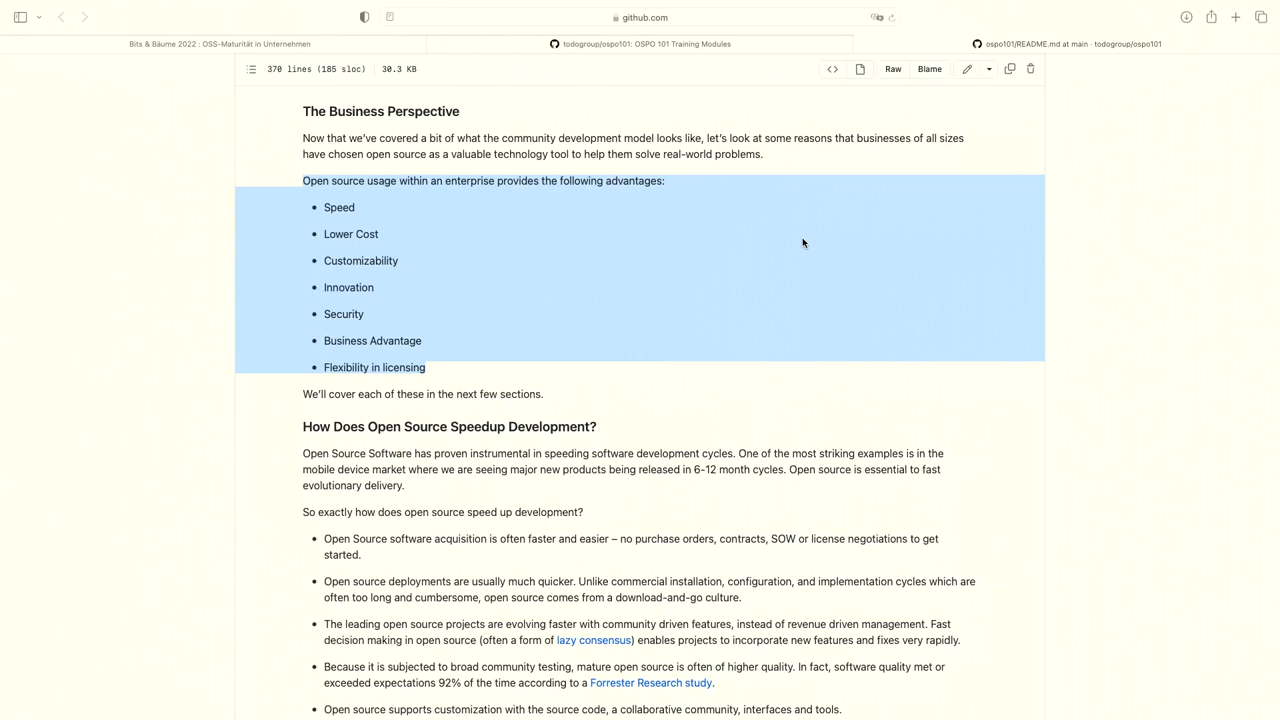 github.com
Bits & Bäume 2022 : OSS-Maturität in Unternehmen
todogroup/ospo101: OSPO 101 Training Modules
ospo101/README.md at main · todogroup/ospo101
370 lines (185 sloc) 30.3 KB
Raw Blame
The Business Perspective
Now that we've covered a bit of what the community development model looks like, let's look at some reasons that businesses of all sizes
have chosen open source as a valuable technology tool to help them solve real-world problems.
Open source usage within an enterprise provides the following advantages:
• Speed
• Lower Cost
• Customizability
• Innovation
• Security
• Business Advantage
• Flexibility in licensing
We'll cover each of these in the next few sections.
How Does Open Source Speedup Development?
Open Source Software has proven instrumental in speeding software development cycles. One of the most striking examples is in the
mobile device market where we are seeing major new products being released in 6-12 month cycles. Open source is essential to fast
evolutionary delivery.
So exactly how does open source speed up development?
• Open Source software acquisition is often faster and easier – no purchase orders, contracts, SOW or license negotiations to get
started.
• Open source deployments are usually much quicker. Unlike commercial installation, configuration, and implementation cycles which are
often too long and cumbersome, open source comes from a download-and-go culture.
• The leading open source projects are evolving faster with community driven features, instead of revenue driven management. Fast
decision making in open source (often a form of lazy consensus) enables projects to incorporate new features and fixes very rapidly.
• Because it is subjected to broad community testing, mature open source is often of higher quality. In fact, software quality met or
exceeded expectations 92% of the time according to a Forrester Research study.
• Open source supports customization with the source code, a collaborative community, interfaces and tools.